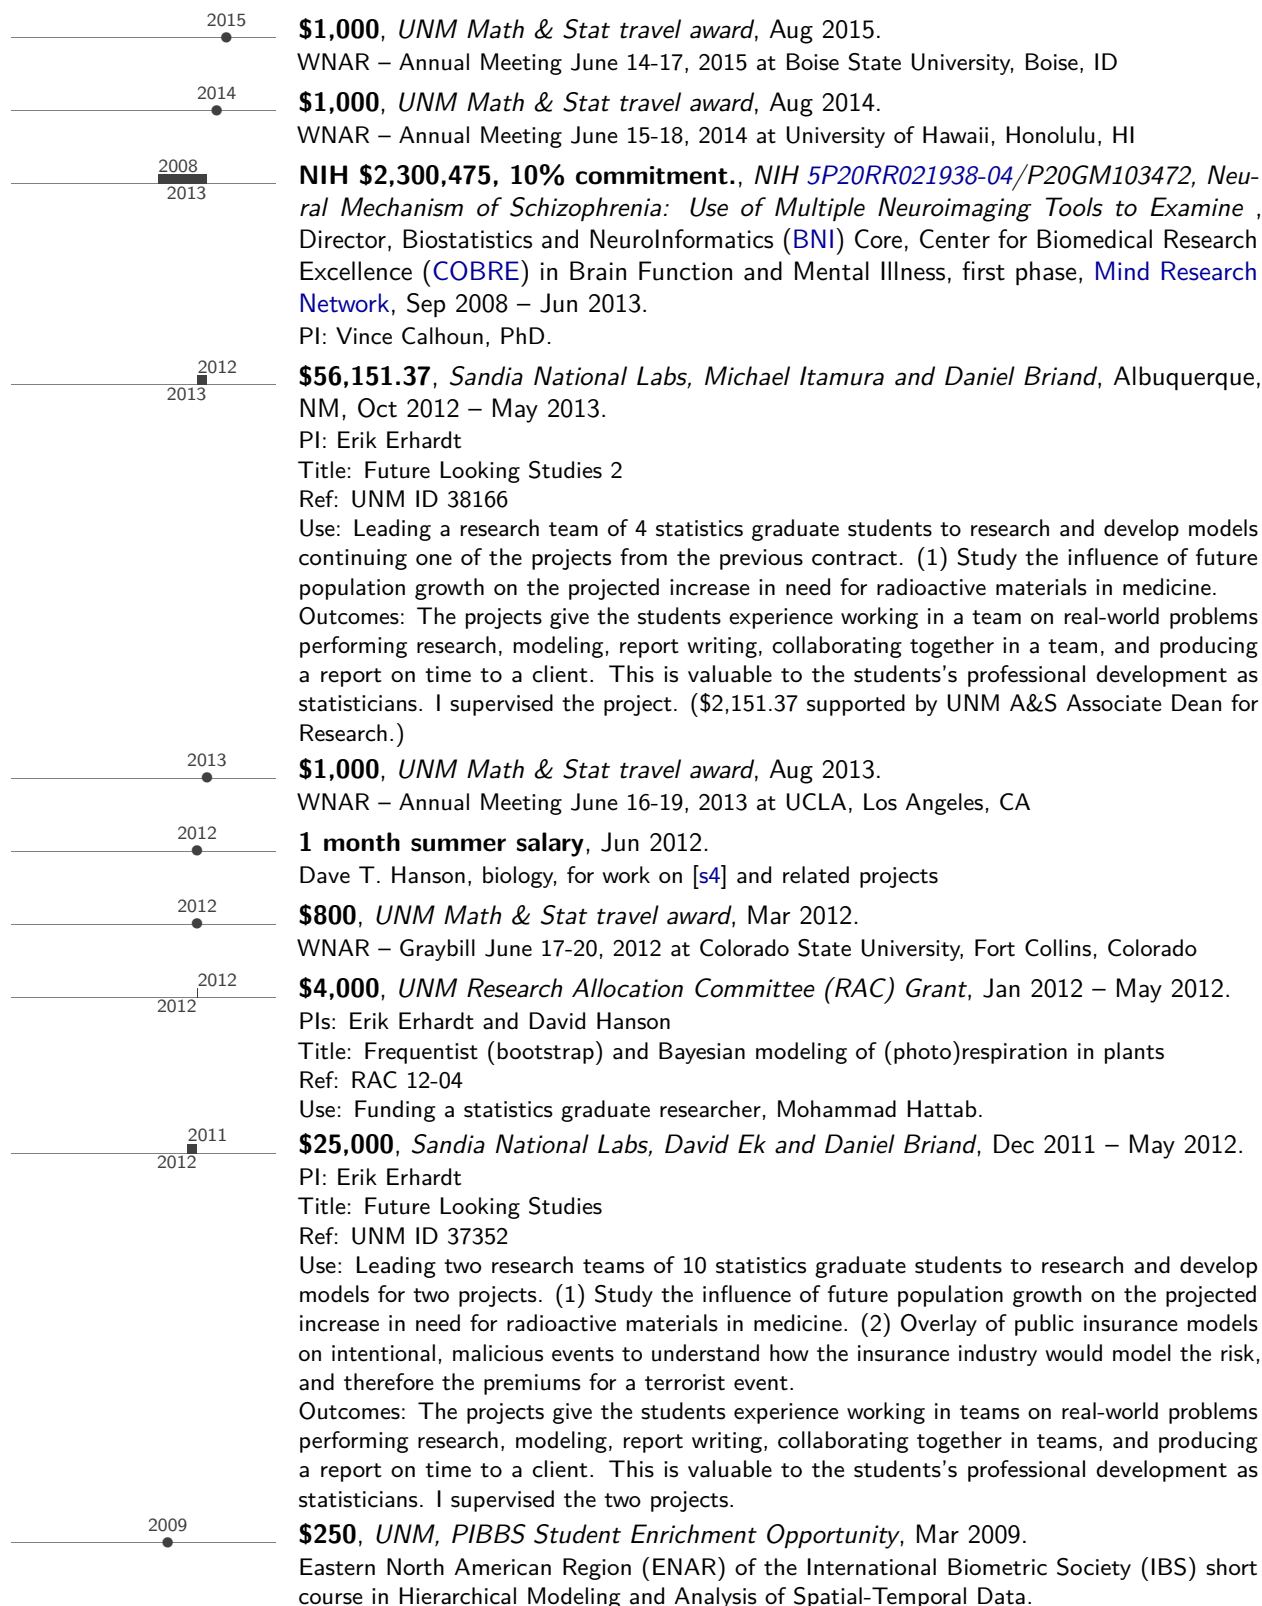 2015
$1,000, UNM Math & Stat travel award, Aug 2015.
WNAR – Annual Meeting June 14-17, 2015 at Boise State University, Boise, ID
2014
$1,000, UNM Math & Stat travel award, Aug 2014.
WNAR – Annual Meeting June 15-18, 2014 at University of Hawaii, Honolulu, HI
2008
2013
NIH $2,300,475, 10% commitment., NIH 5P20RR021938-04/P20GM103472, Neu-
ral Mechanism of Schizophrenia: Use of Multiple Neuroimaging Tools to Examine ,
Director, Biostatistics and NeuroInformatics (BNI) Core, Center for Biomedical Research
Excellence (COBRE) in Brain Function and Mental Illness, first phase, Mind Research
Network, Sep 2008 – Jun 2013.
PI: Vince Calhoun, PhD.
2012
2013
$56,151.37, Sandia National Labs, Michael Itamura and Daniel Briand, Albuquerque,
NM, Oct 2012 – May 2013.
PI: Erik Erhardt
Title: Future Looking Studies 2
Ref: UNM ID 38166
Use: Leading a research team of 4 statistics graduate students to research and develop models
continuing one of the projects from the previous contract. (1) Study the influence of future
population growth on the projected increase in need for radioactive materials in medicine.
Outcomes: The projects give the students experience working in a team on real-world problems
performing research, modeling, report writing, collaborating together in a team, and producing
a report on time to a client. This is valuable to the students's professional development as
statisticians. I supervised the project. ($2,151.37 supported by UNM A&S Associate Dean for
Research.)
2013
$1,000, UNM Math & Stat travel award, Aug 2013.
WNAR – Annual Meeting June 16-19, 2013 at UCLA, Los Angeles, CA
2012
1 month summer salary, Jun 2012.
Dave T. Hanson, biology, for work on [s4] and related projects
2012
$800, UNM Math & Stat travel award, Mar 2012.
WNAR – Graybill June 17-20, 2012 at Colorado State University, Fort Collins, Colorado
2012
2012
$4,000, UNM Research Allocation Committee (RAC) Grant, Jan 2012 – May 2012.
PIs: Erik Erhardt and David Hanson
Title: Frequentist (bootstrap) and Bayesian modeling of (photo)respiration in plants
Ref: RAC 12-04
Use: Funding a statistics graduate researcher, Mohammad Hattab.
2011
2012
$25,000, Sandia National Labs, David Ek and Daniel Briand, Dec 2011 – May 2012.
PI: Erik Erhardt
Title: Future Looking Studies
Ref: UNM ID 37352
Use: Leading two research teams of 10 statistics graduate students to research and develop
models for two projects. (1) Study the influence of future population growth on the projected
increase in need for radioactive materials in medicine. (2) Overlay of public insurance models
on intentional, malicious events to understand how the insurance industry would model the risk,
and therefore the premiums for a terrorist event.
Outcomes: The projects give the students experience working in teams on real-world problems
performing research, modeling, report writing, collaborating together in teams, and producing
a report on time to a client. This is valuable to the students's professional development as
statisticians. I supervised the two projects.
2009
$250, UNM, PIBBS Student Enrichment Opportunity, Mar 2009.
Eastern North American Region (ENAR) of the International Biometric Society (IBS) short
course in Hierarchical Modeling and Analysis of Spatial-Temporal Data.